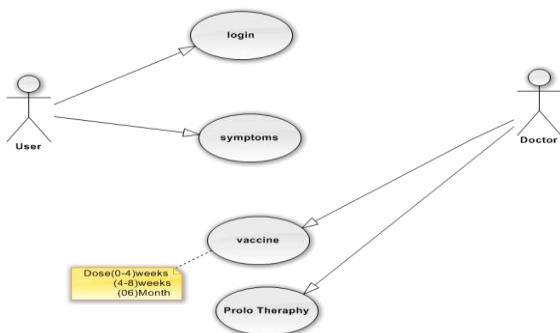 login
User
symptoms
Doctor
vaccine
Dose(0-4)weeks
(4-8)weeks
(06)Month
Prolo Theraphy